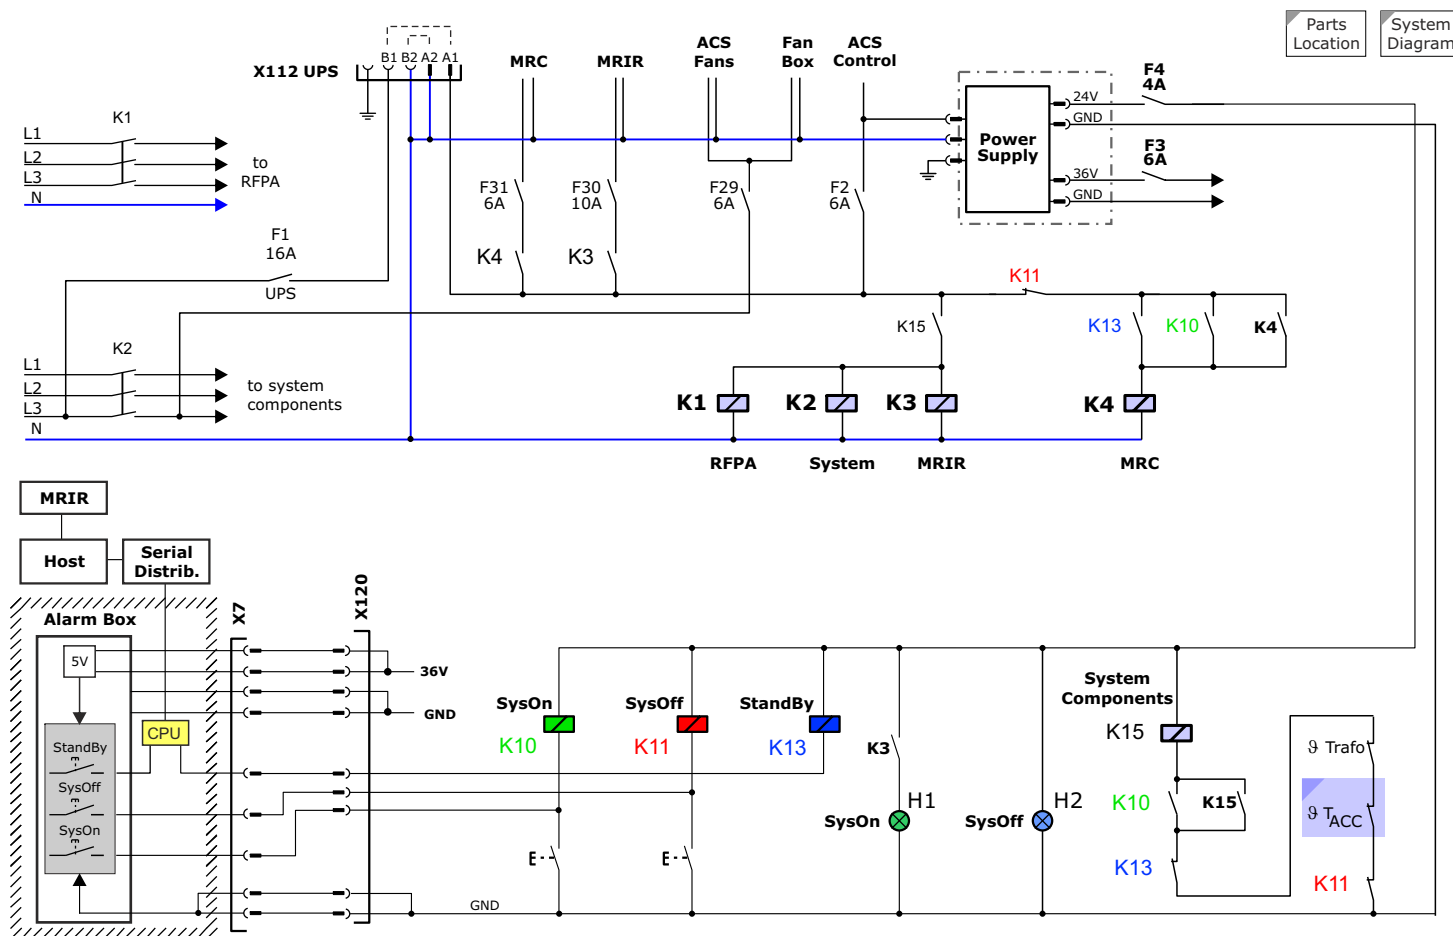 Parts
Location
System
Diagram
X112 UPS
B1 B2 A2 A1
MRC
MRIR
ACS
Fans
Fan
Box
ACS
Control
F4
4A
24V
GND
Power
Supply
F3
6A
36V
GND
K1
L1
L2
L3
N
to
RFPA
F31
6A
F30
10A
F29
6A
F2
6A
F1
16A
UPS
K4
K3
K11
K15
K13
K10
K4
K2
L1
L2
L3
N
to system
components
K1
K2
K3
K4
RFPA
System
MRIR
MRC
MRIR
Host
Serial
Distrib.
Alarm Box
X7
X120
5V
36V
GND
CPU
StandBy
SysOff
SysOn
SysOn
K10
SysOff
K11
StandBy
K13
K3
H1
SysOn
H2
SysOff
System
Components
K15
K10
K15
K13
ϑ Trafo
ϑ TACC
K11
GND